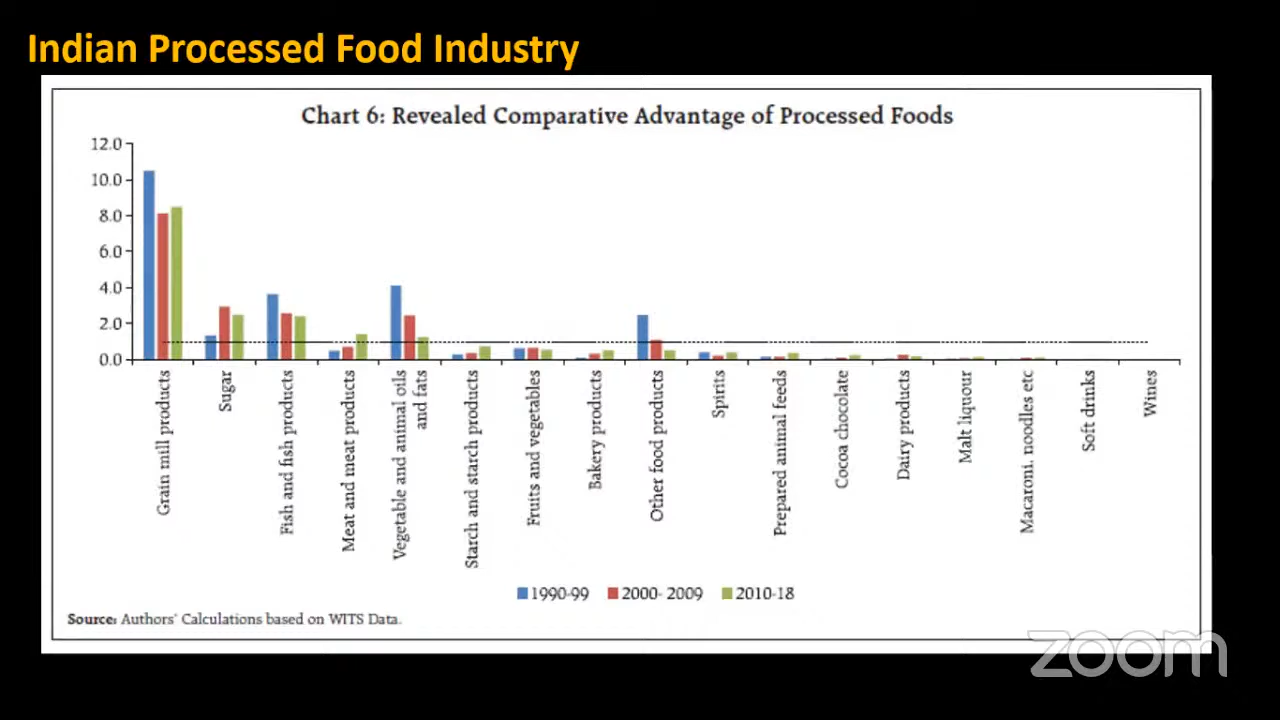 Indian Processed Food Industry
Chart 6: Revealed Comparative Advantage of Processed Foods
12.0
10.0
8.0
6.0
4.0
2.0
0.0
Grain mill products
Sugar
Fish and fish products
Meat and meat products
Vegetable and animal oils
and fats
Starch and starch products
Fruits and vegetables
Bakery products
Other food products
Spirits
Prepared animal feeds
Cocoa chocolate
Dairy products
Malt liquour
Macaroni, noodles etc
Soft drinks
Wines
1990-99 2000- 2009 2010-18
Source: Authors' Calculations based on WITS Data.
zoom